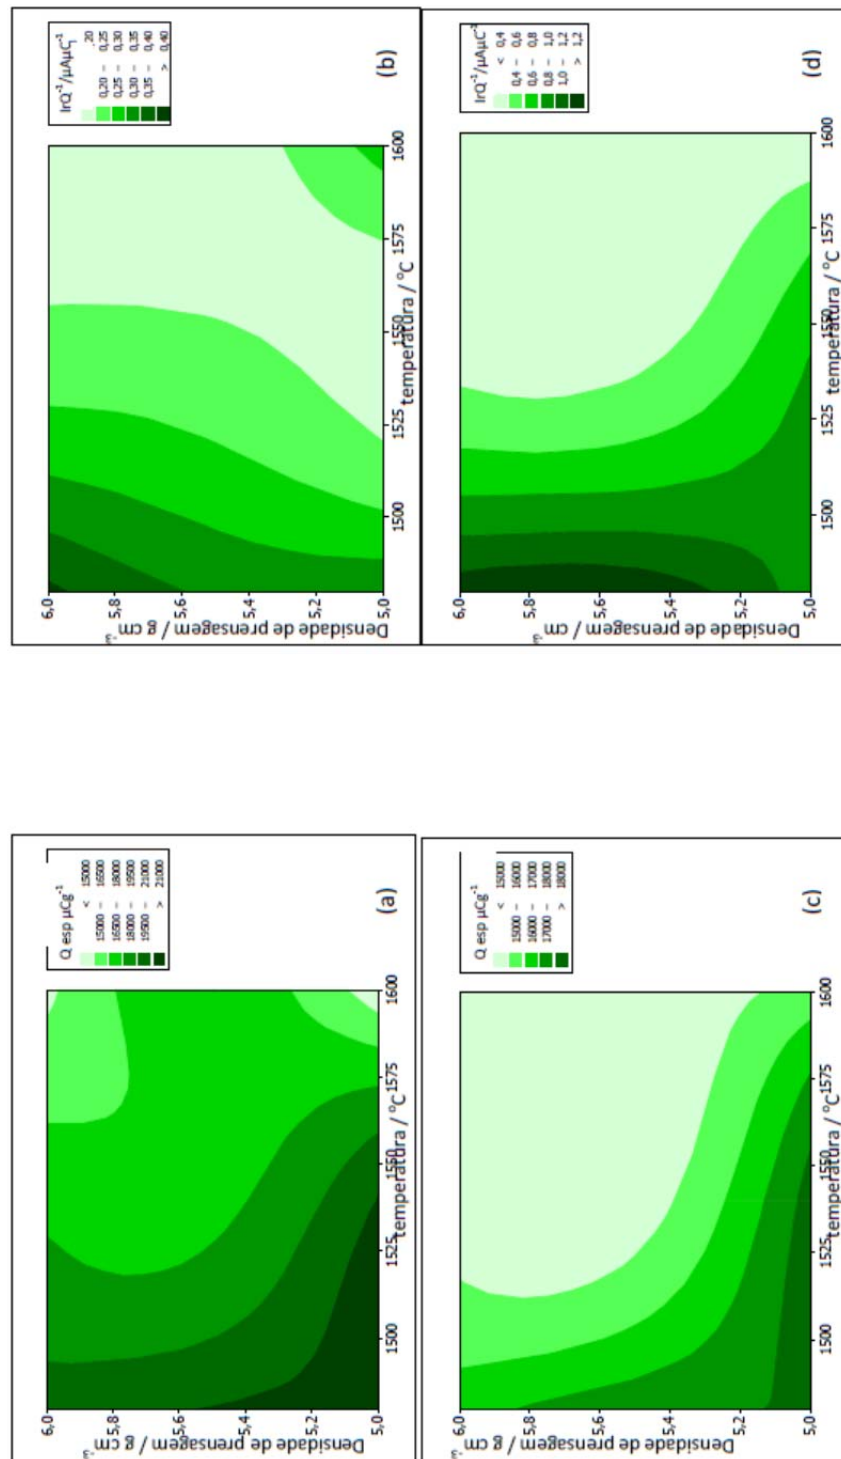 Q esp µCg⁻¹
< 15000
15000 – 16500
16500 – 18000
18000 – 19500
19500 – 21000
> 21000
(a)
6,0
5,8
5,6
5,4
5,2
5,0
Densidade de prensagem / g cm⁻³
1500
1525
1550
1575
1600
temperatura / °C
IrQ⁻¹/µAµC⁻¹
,20
0,20 – 0,25
0,25 – 0,30
0,30 – 0,35
0,35 – 0,40
> 0,40
(b)
6,0
5,8
5,6
5,4
5,2
5,0
Densidade de prensagem / g cm⁻³
1500
1525
1550
1575
1600
temperatura / °C
Q esp µCg⁻¹
< 15000
15000 – 16000
16000 – 17000
17000 – 18000
> 18000
(c)
6,0
5,8
5,6
5,4
5,2
5,0
Densidade de prensagem / g cm⁻³
1500
1525
1550
1575
1600
temperatura / °C
IrQ⁻¹/µAµC⁻¹
< 0,4
0,4 – 0,6
0,6 – 0,8
0,8 – 1,0
1,0 – 1,2
> 1,2
(d)
6,0
5,8
5,6
5,4
5,2
5,0
Densidade de prensagem / cm⁻³
1500
1525
1550
1575
1600
temperatura / °C